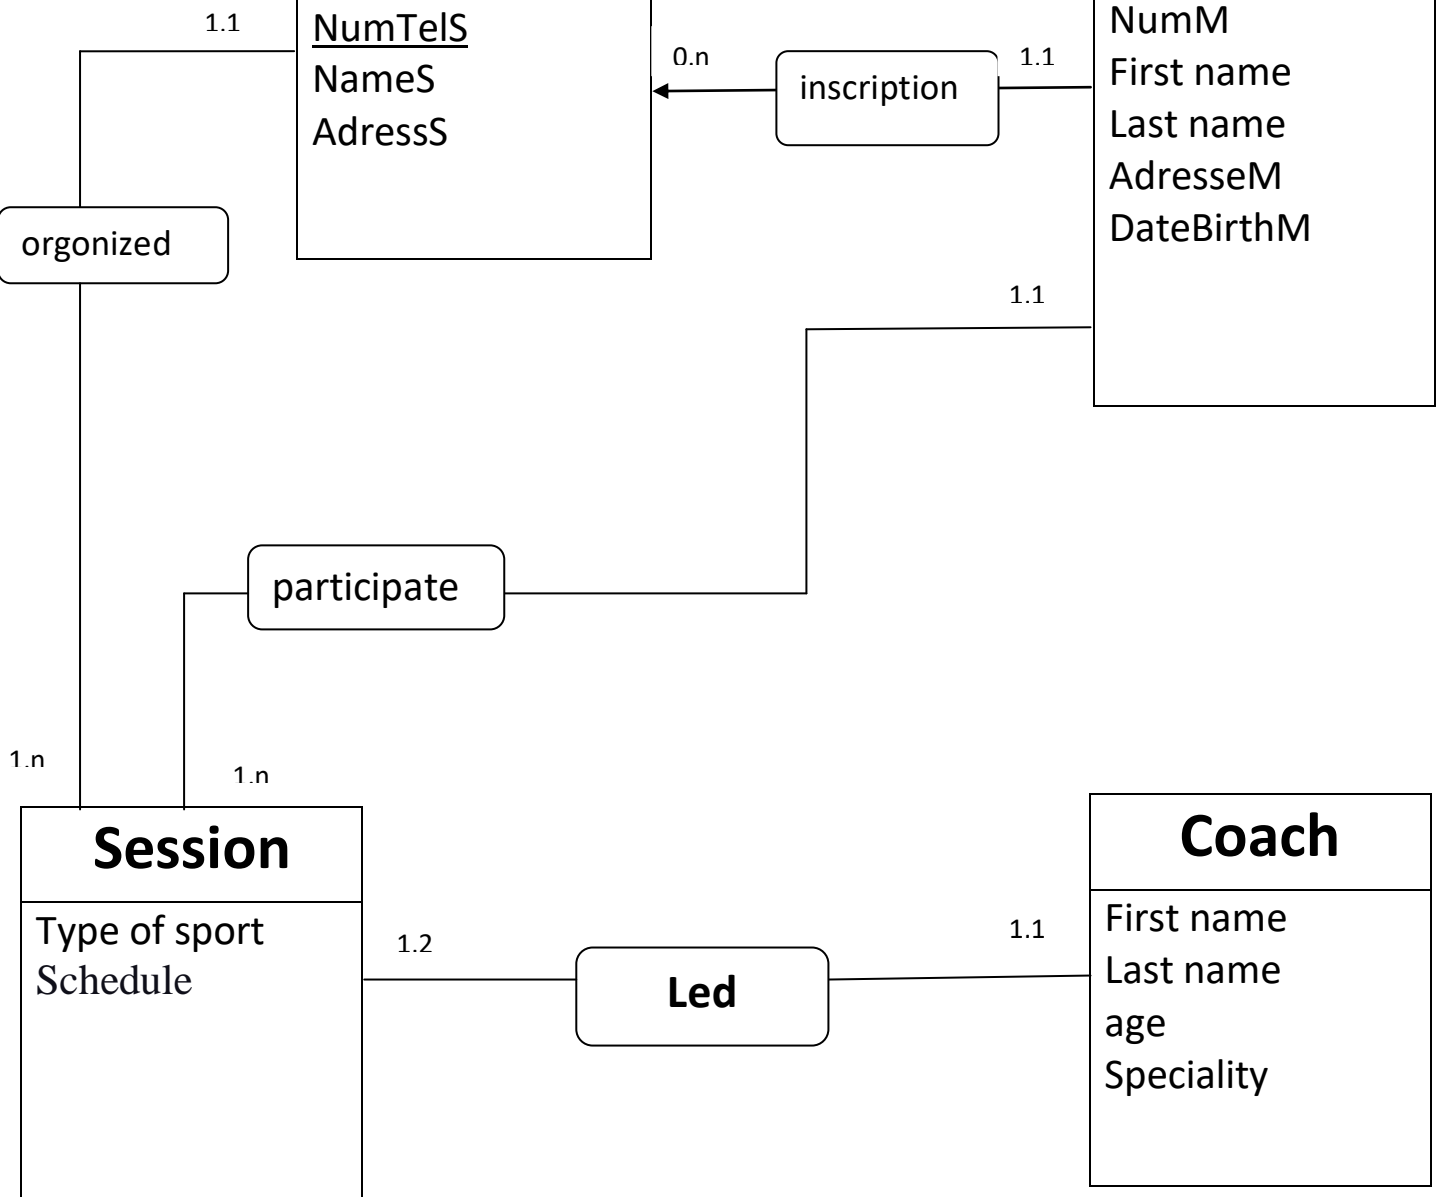 1.1
NumTelS
NameS
AdressS
0.n
inscription
1.1
NumM
First name
Last name
AdresseM
DateBirthM
orgonized
1.1
participate
1.n
1.n
Session
Type of sport
Schedule
1.2
Led
1.1
Coach
First name
Last name
age
Speciality